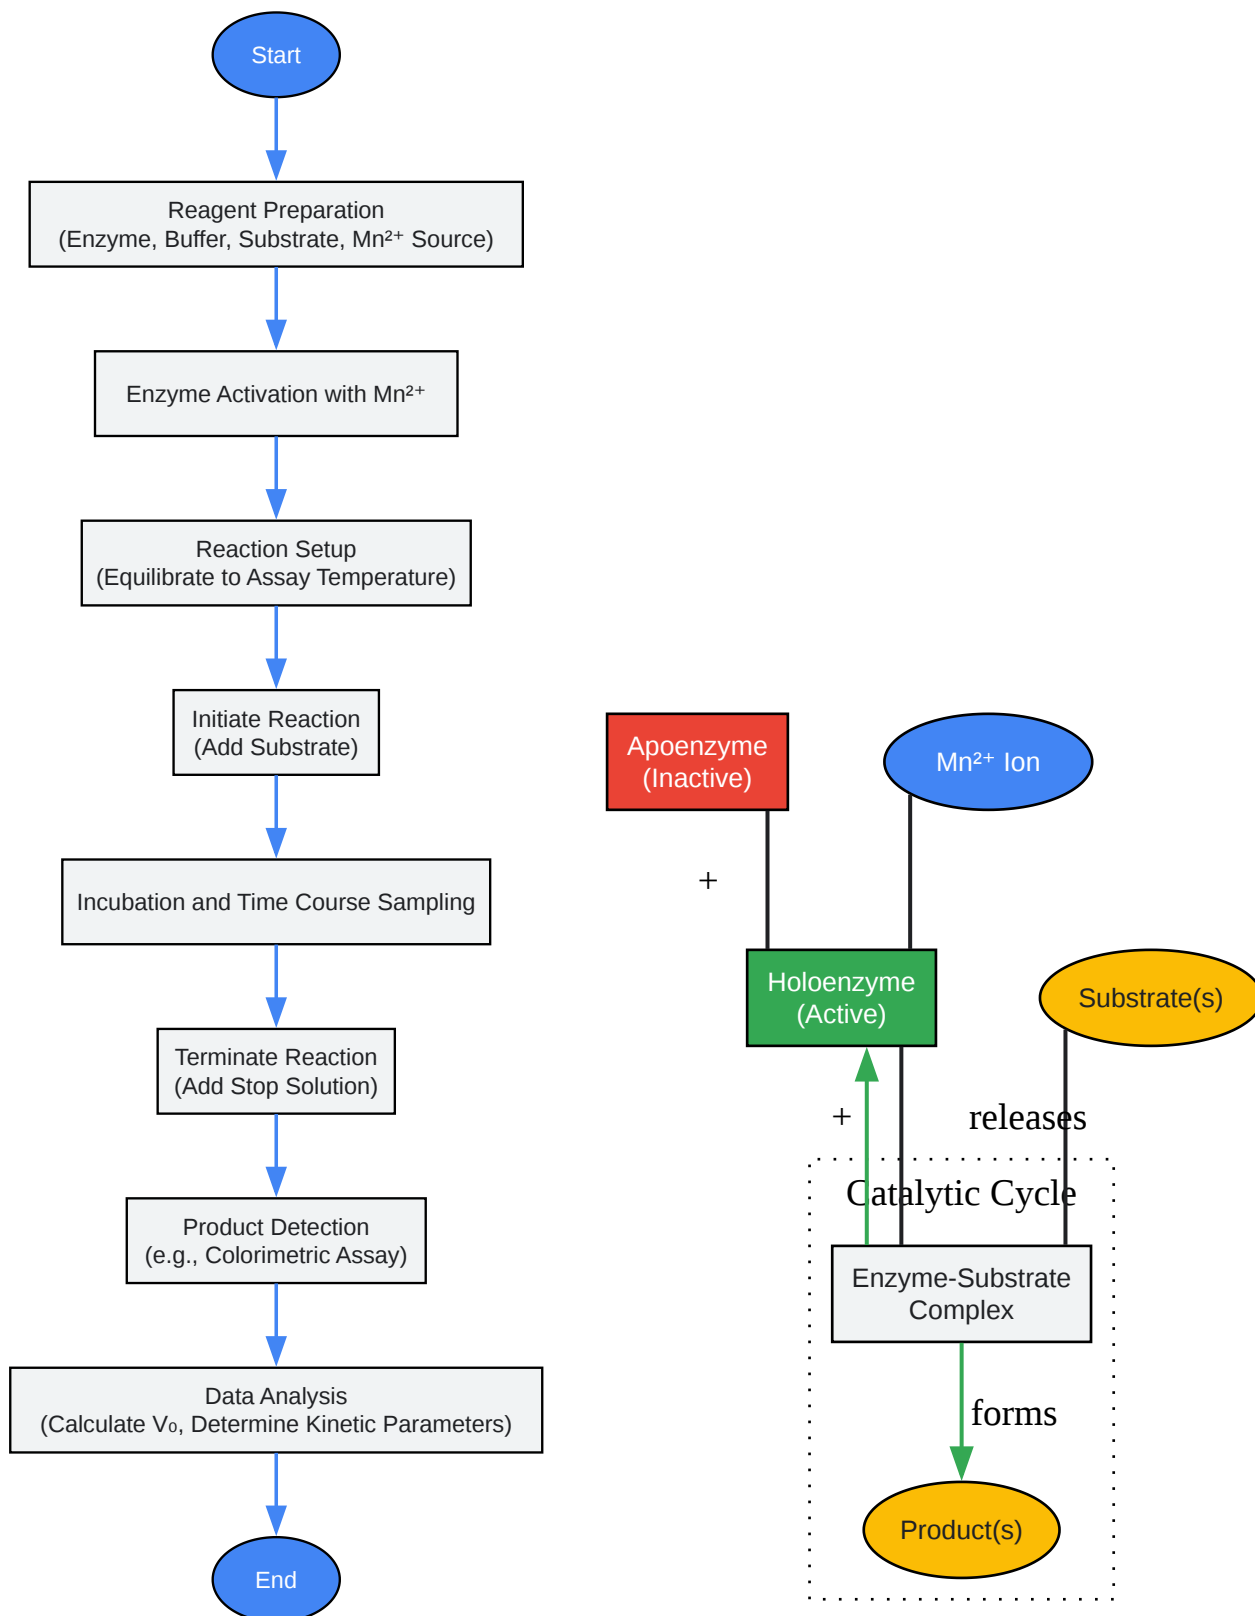 Start
Reagent Preparation
(Enzyme, Buffer, Substrate, Mn²⁺ Source)
Enzyme Activation with Mn²⁺
Reaction Setup
(Equilibrate to Assay Temperature)
Initiate Reaction
(Add Substrate)
Incubation and Time Course Sampling
Terminate Reaction
(Add Stop Solution)
Product Detection
(e.g., Colorimetric Assay)
Data Analysis
(Calculate V₀, Determine Kinetic Parameters)
End
Apoenzyme
(Inactive)
Mn²⁺ Ion
+
Holoenzyme
(Active)
Substrate(s)
+
releases
Catalytic Cycle
Enzyme-Substrate
Complex
forms
Product(s)